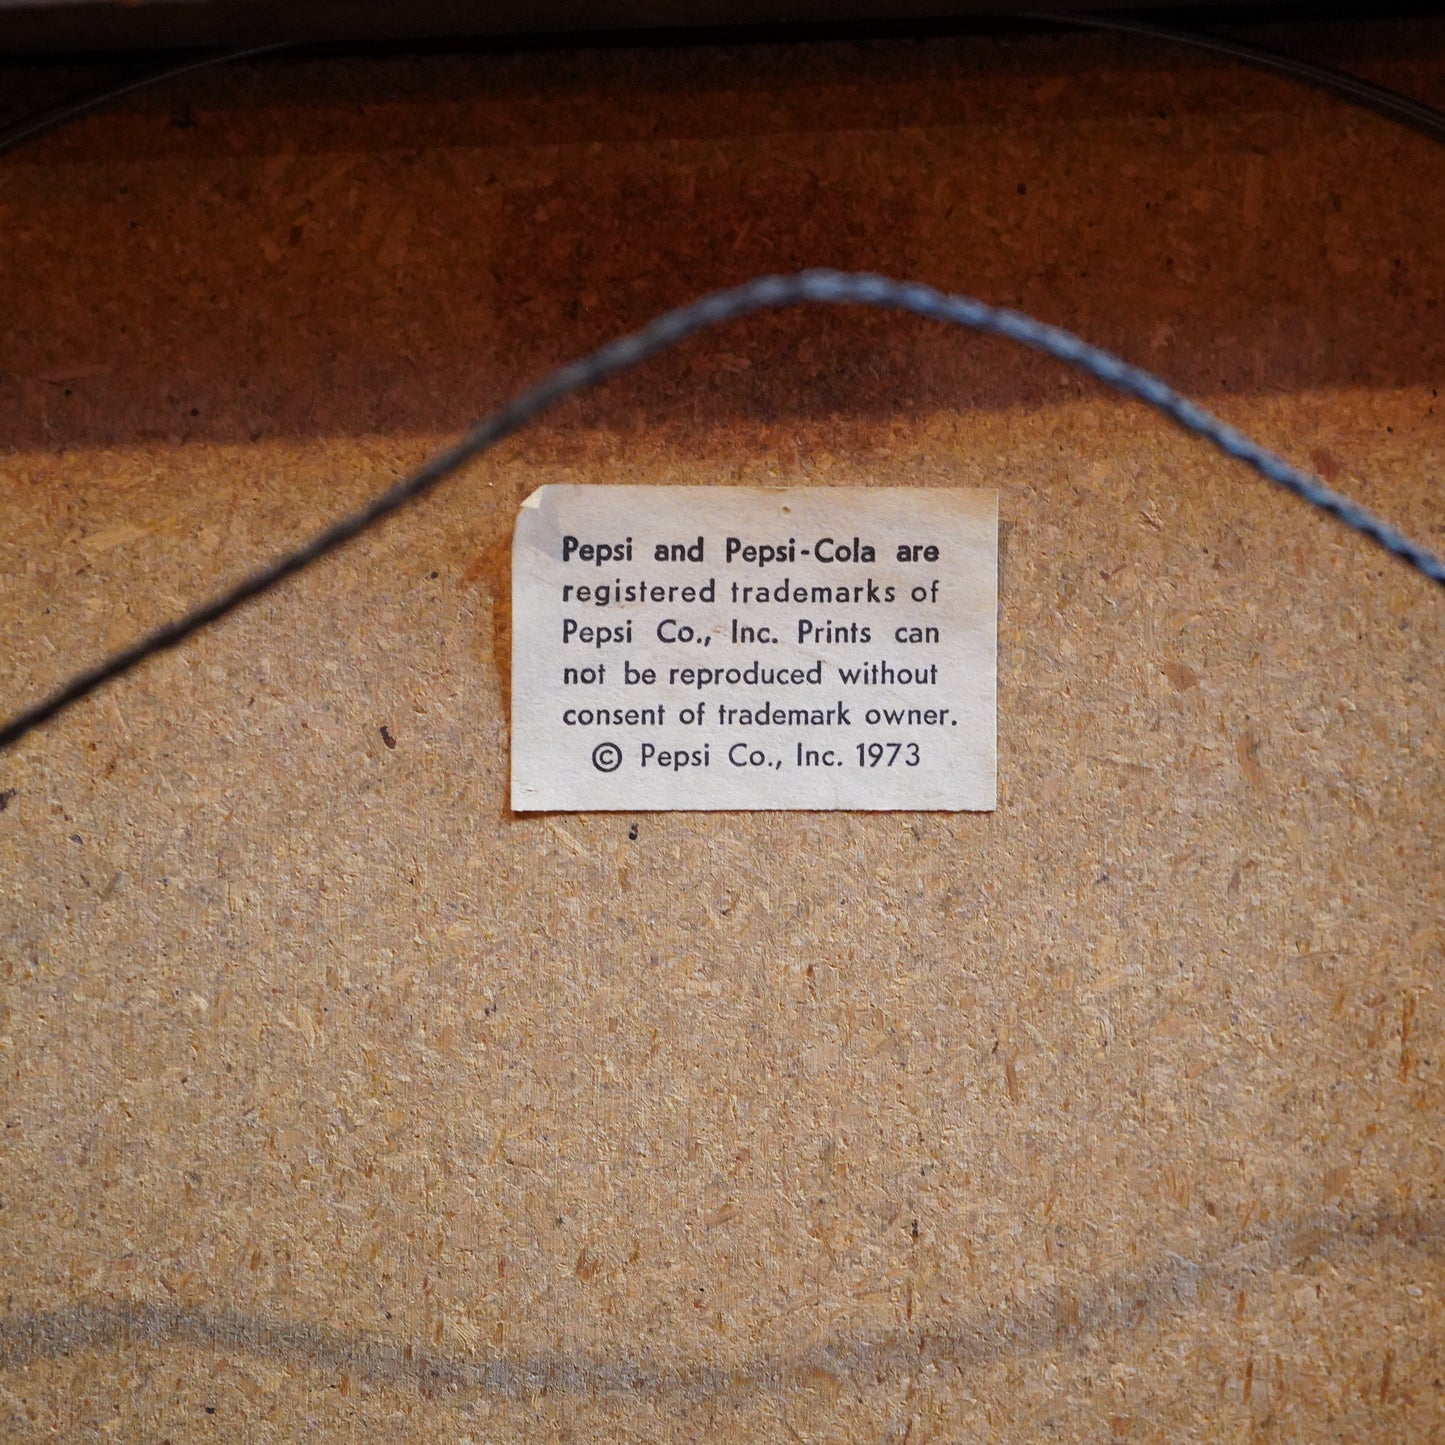 Pepsi and Pepsi-Cola are
registered trademarks of
Pepsi Co., Inc. Prints can
not be reproduced without
consent of trademark owner.
© Pepsi Co., Inc. 1973